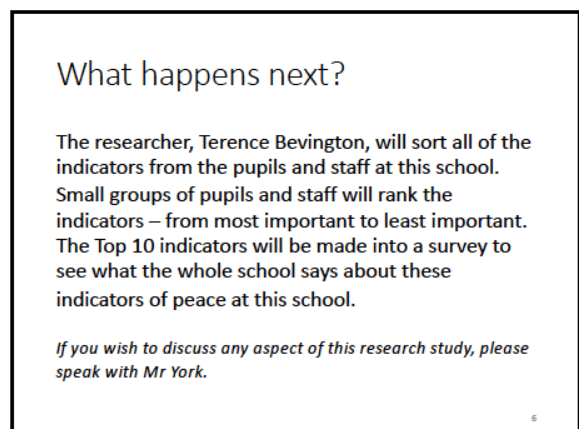 What happens next?
The researcher, Terence Bevington, will sort all of the
indicators from the pupils and staff at this school.
Small groups of pupils and staff will rank the
indicators – from most important to least important.
The Top 10 indicators will be made into a survey to
see what the whole school says about these
indicators of peace at this school.
If you wish to discuss any aspect of this research study, please
speak with Mr York.
6